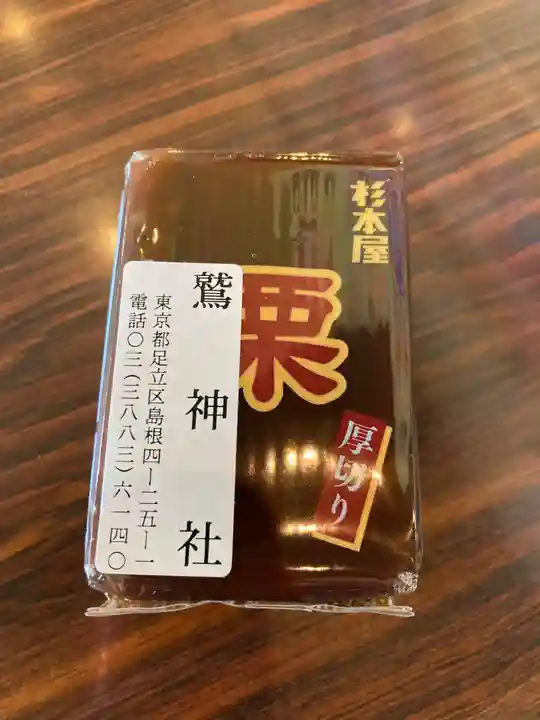 杉本屋
栗
厚切り
鷲神社
東京都足立区島根四ー二五ー一
電話〇三(三八八三)六一四〇